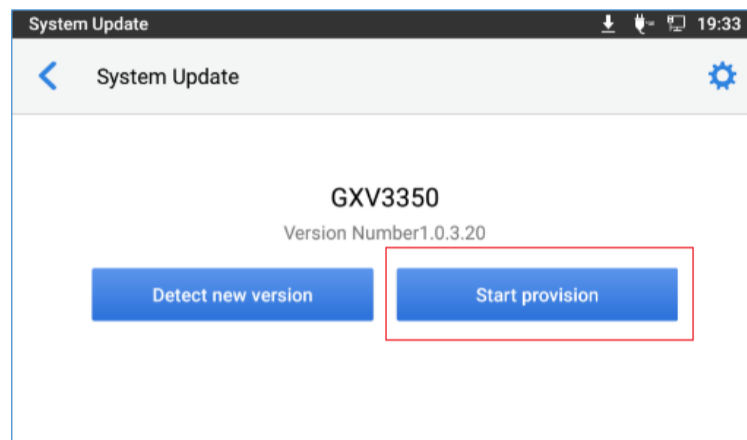 System Update 19:33
System Update
GXV3350
Version Number1.0.3.20
Detect new version Start provision